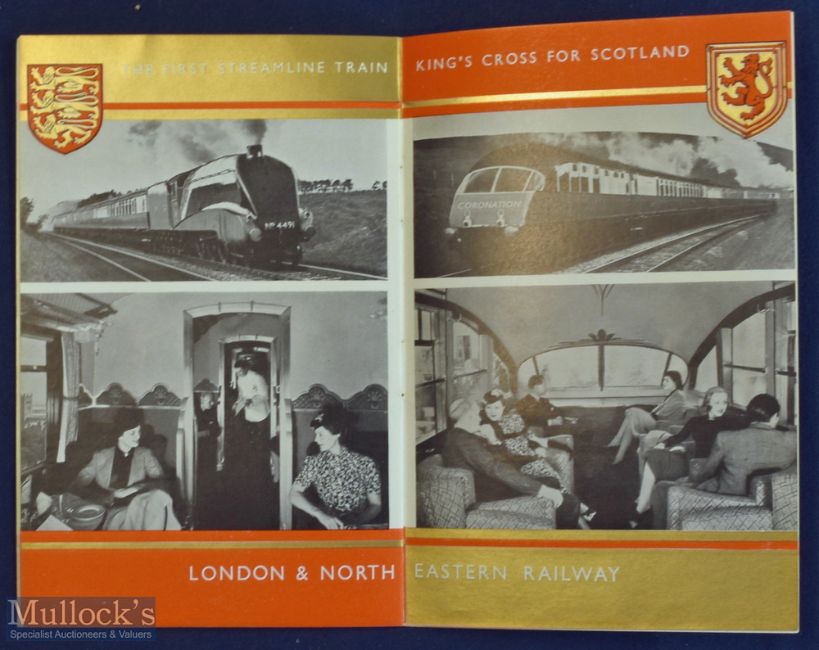 THE FIRST STREAMLINE TRAIN
KING'S CROSS FOR SCOTLAND
Nº 4491
CORONATION
LONDON & NORTH EASTERN RAILWAY
Mullock's
Specialist Auctioneers & Valuers